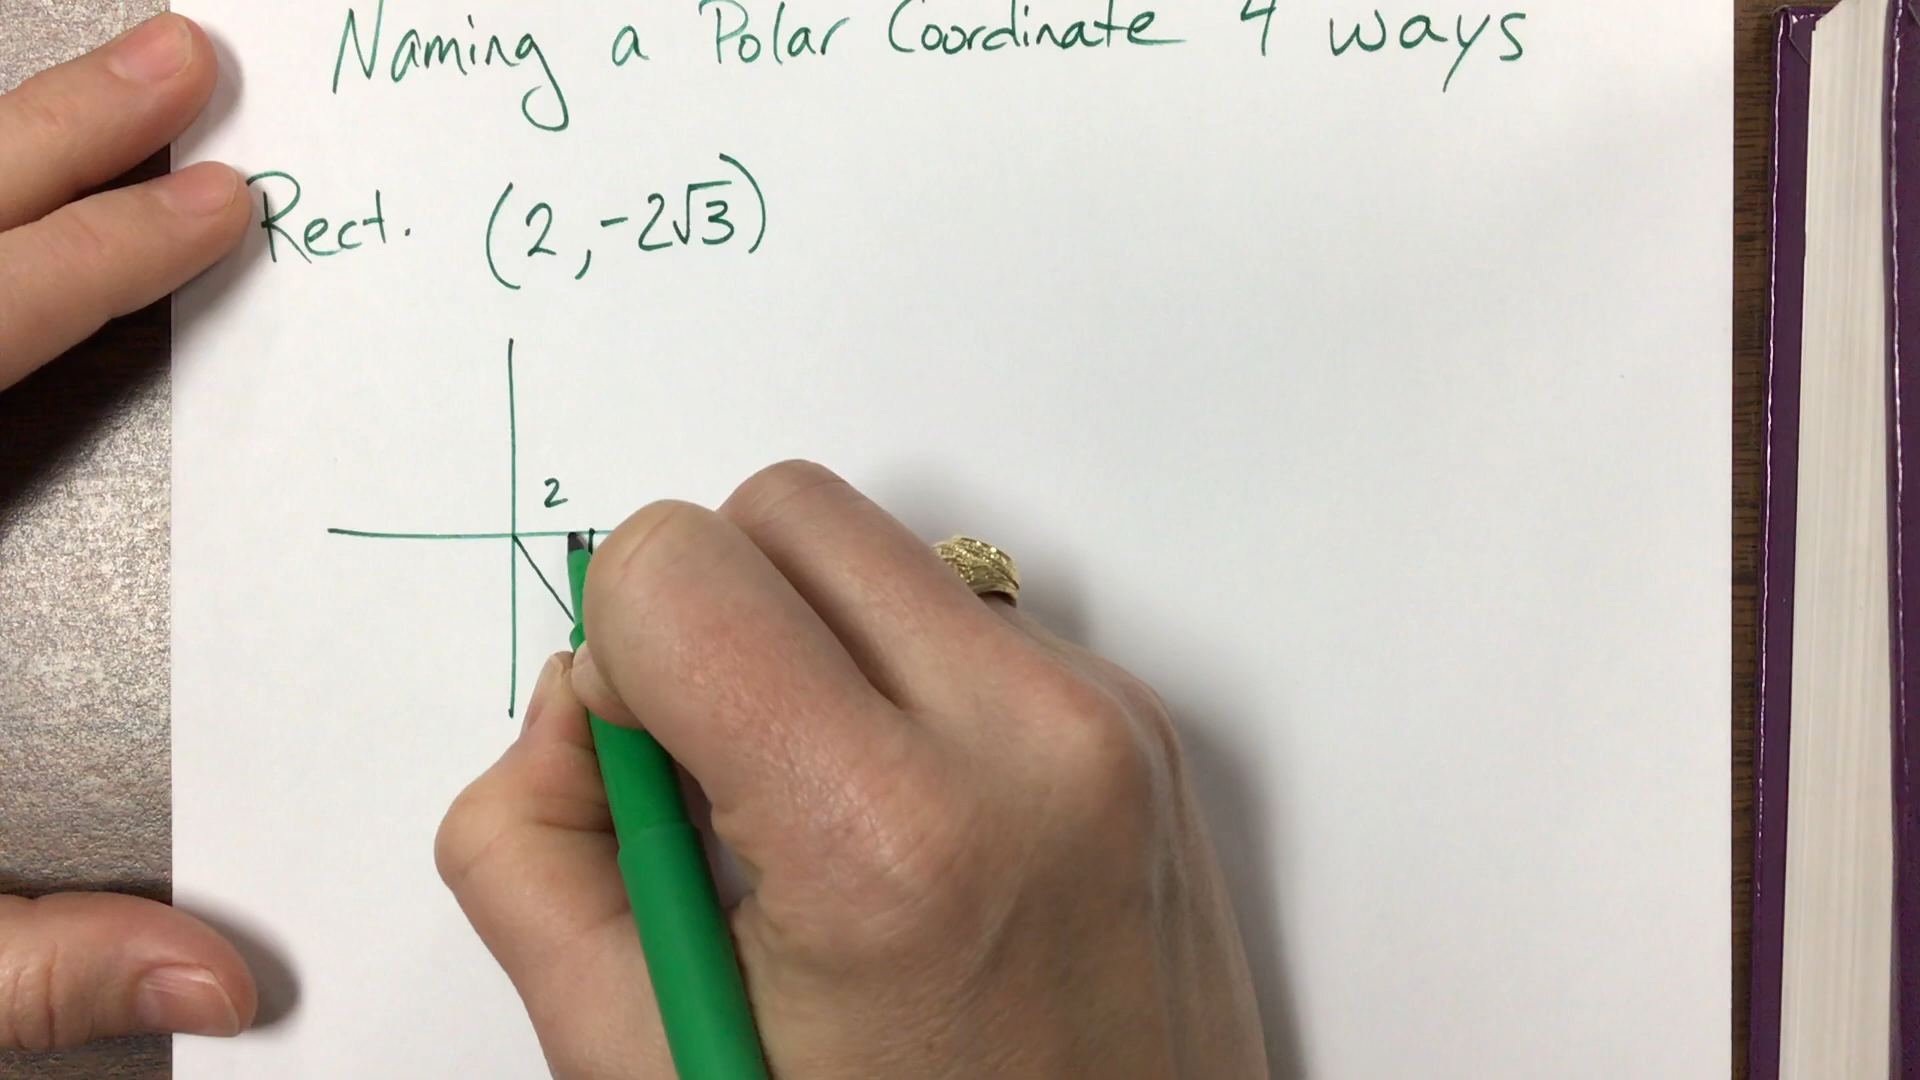 Naming a Polar Coordinate 4 ways
Rect. (2, -2√3)
2